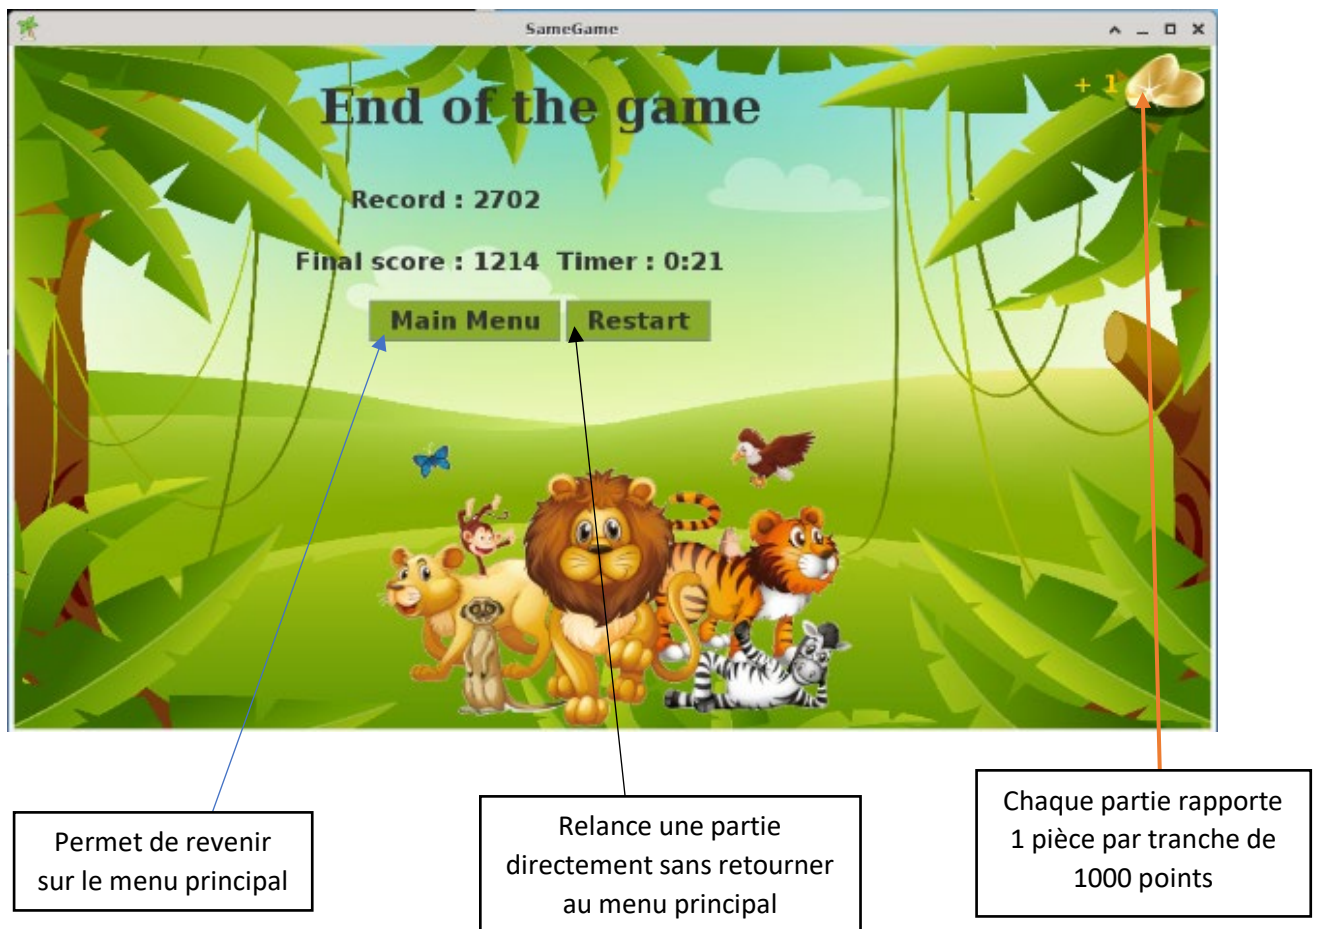 SameGame
+ 1
End of the game
Record : 2702
Final score : 1214 Timer : 0:21
Main Menu Restart
Permet de revenir
sur le menu principal
Relance une partie
directement sans retourner
au menu principal
Chaque partie rapporte
1 pièce par tranche de
1000 points